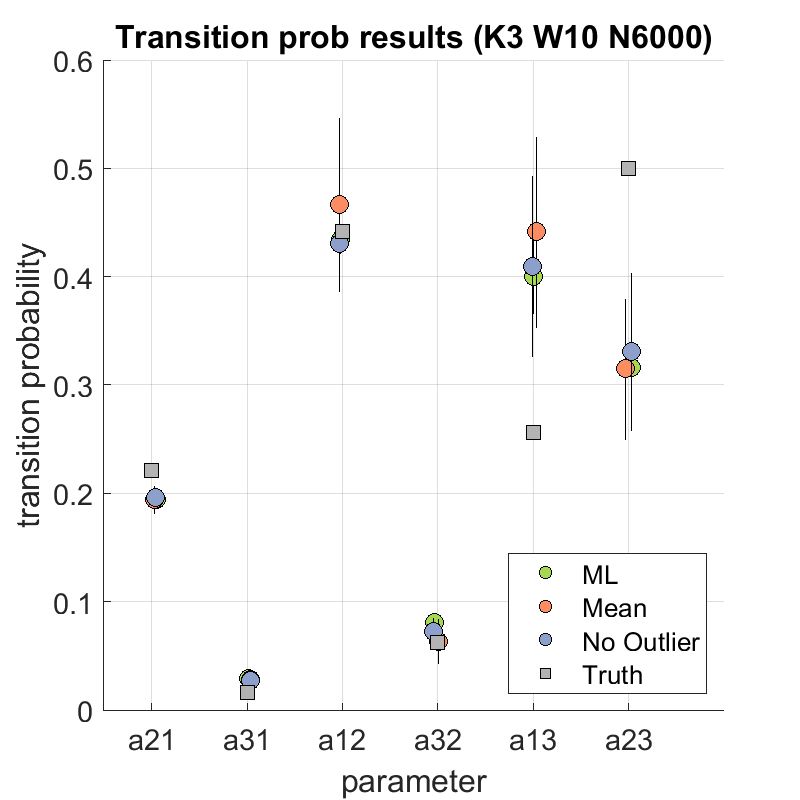 Transition prob results (K3 W10 N6000)
0.6
0.5
0.4
0.3
0.2
0.1
0
transition probability
ML
Mean
No Outlier
Truth
a21 a31 a12 a32 a13 a23
parameter